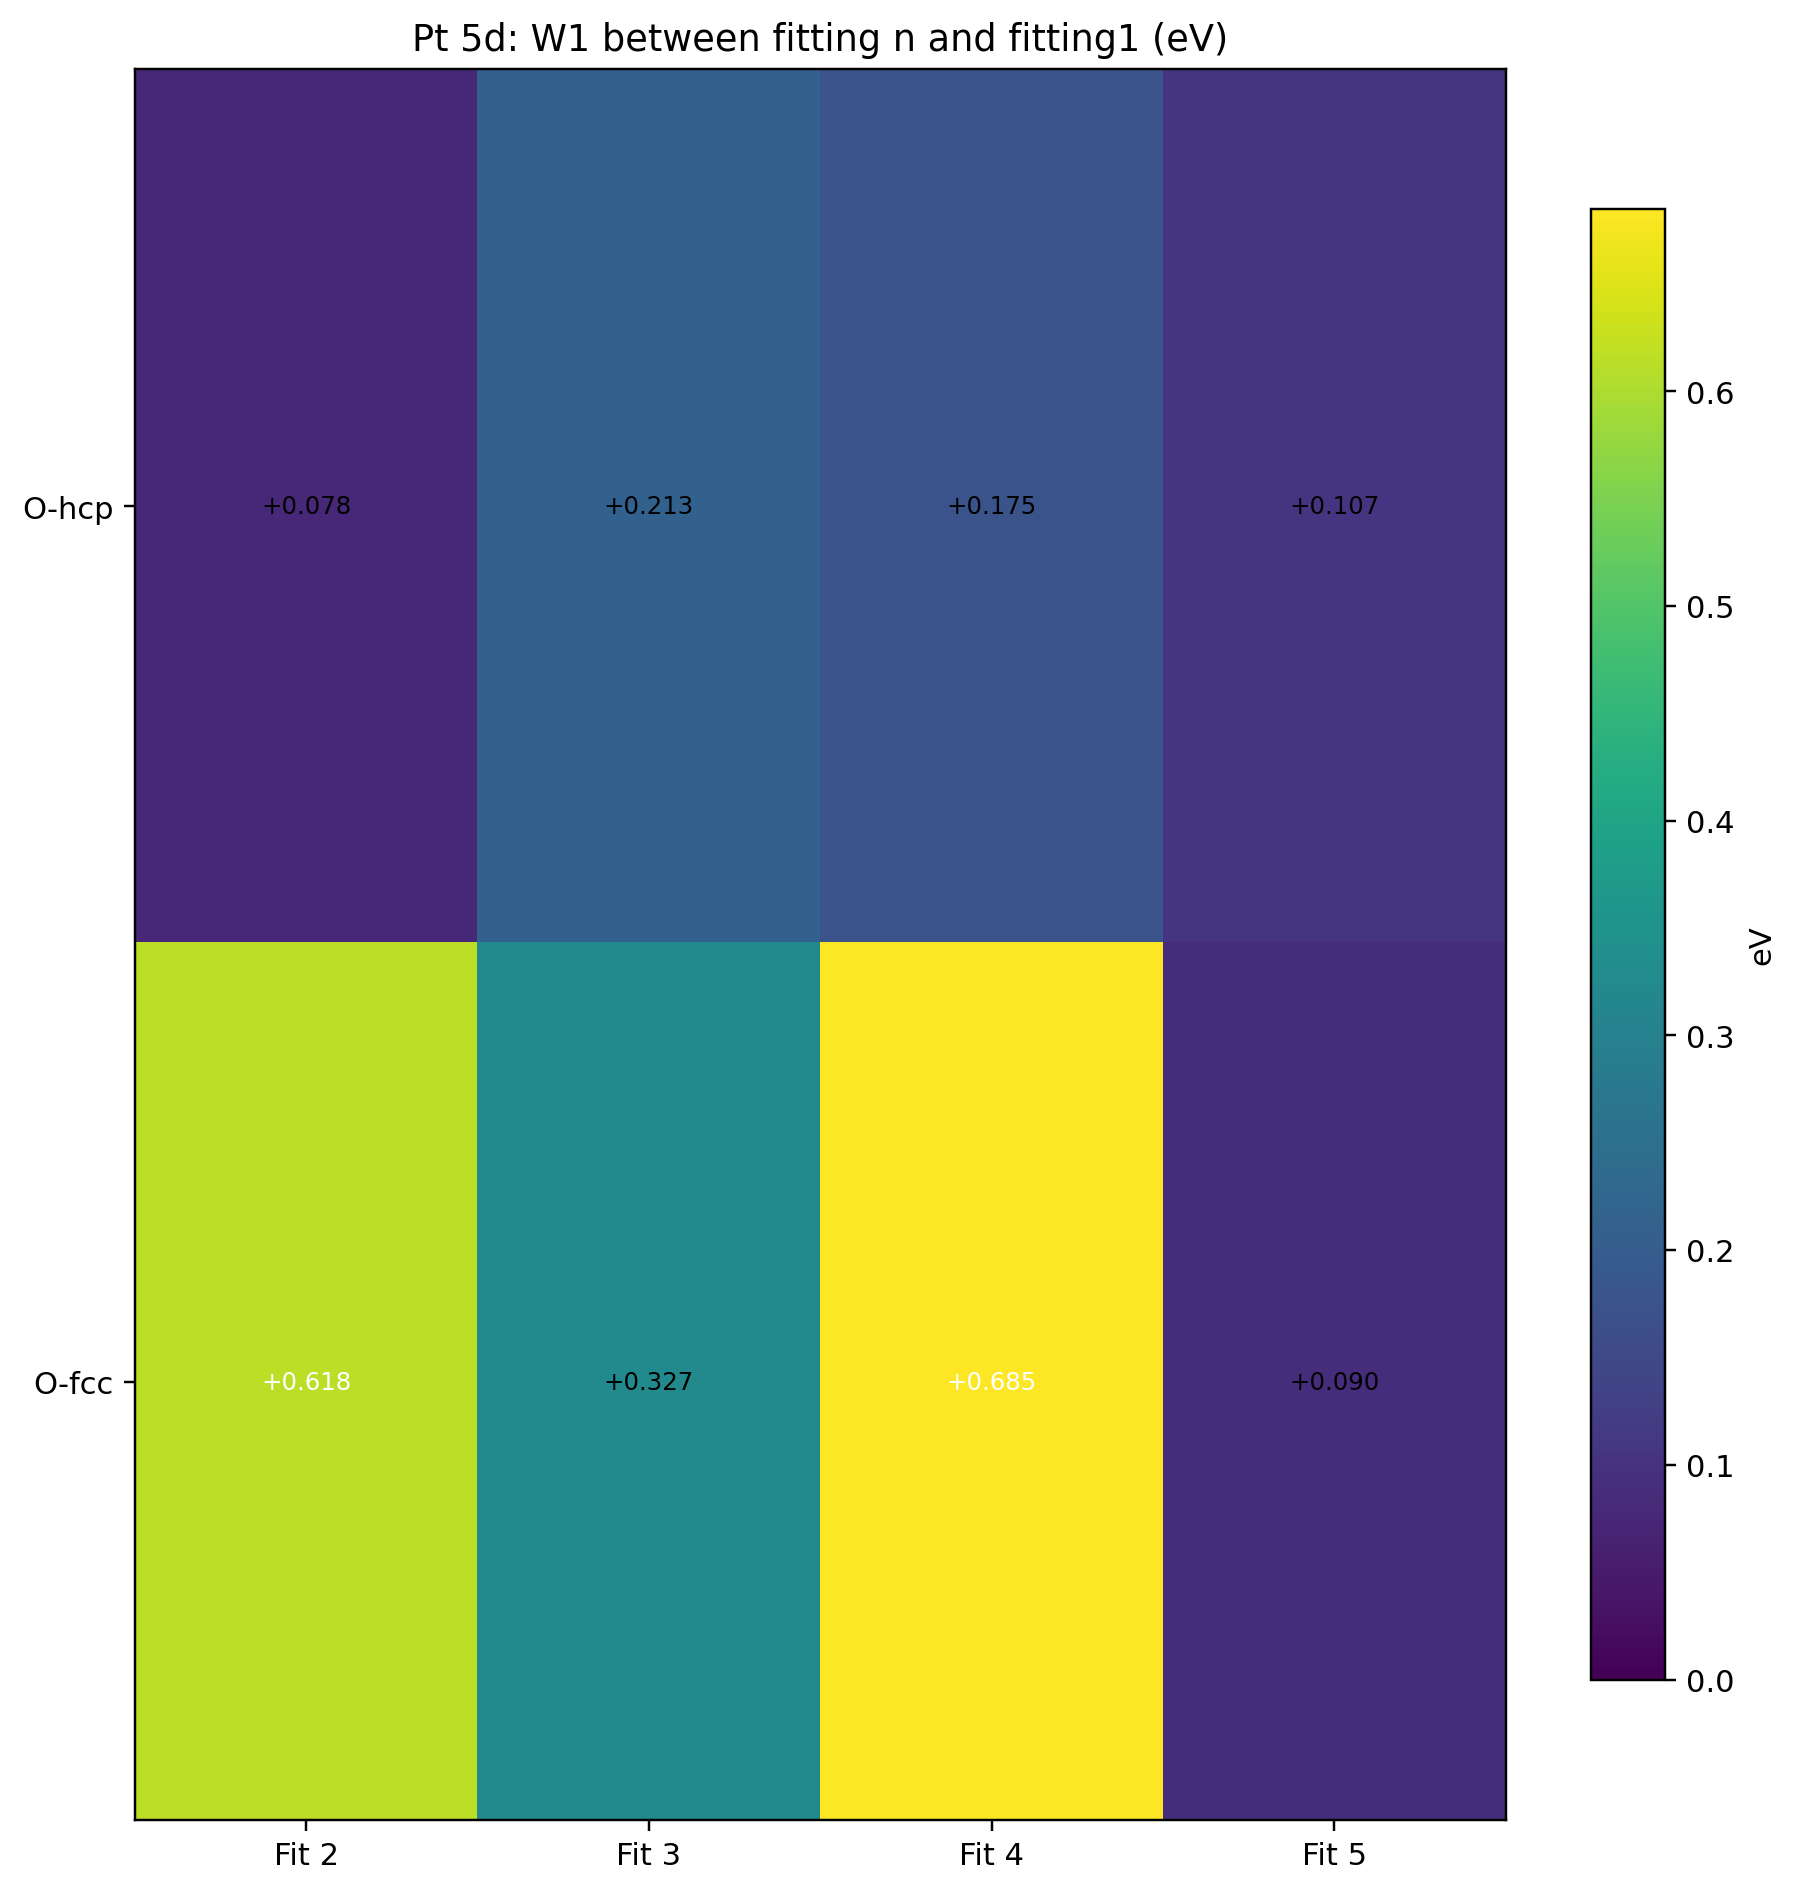 Pt 5d: W1 between fitting n and fitting1 (eV)
O-hcp
+0.078
+0.213
+0.175
+0.107
O-fcc
+0.618
+0.327
+0.685
+0.090
Fit 2
Fit 3
Fit 4
Fit 5
0.6
0.5
0.4
0.3
0.2
0.1
0.0
eV